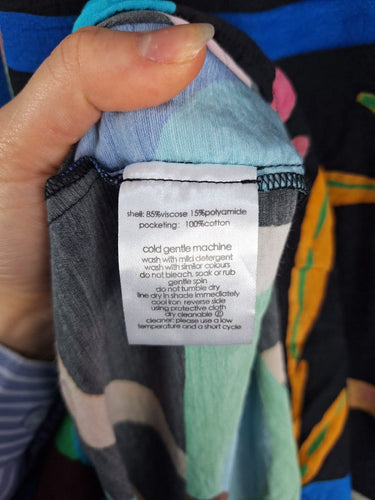 shell: 85%viscose 15%polyamide
pocketing: 100%cotton
cold gentle machine
wash with mild detergent
wash with similar colours
do not bleach, soak or rub
gentle spin
do not tumble dry
line dry in shade immediately
cool iron reverse side
using protective cloth
dry cleanable Ⓟ
cleaner: please use a low
temperature and a short cycle